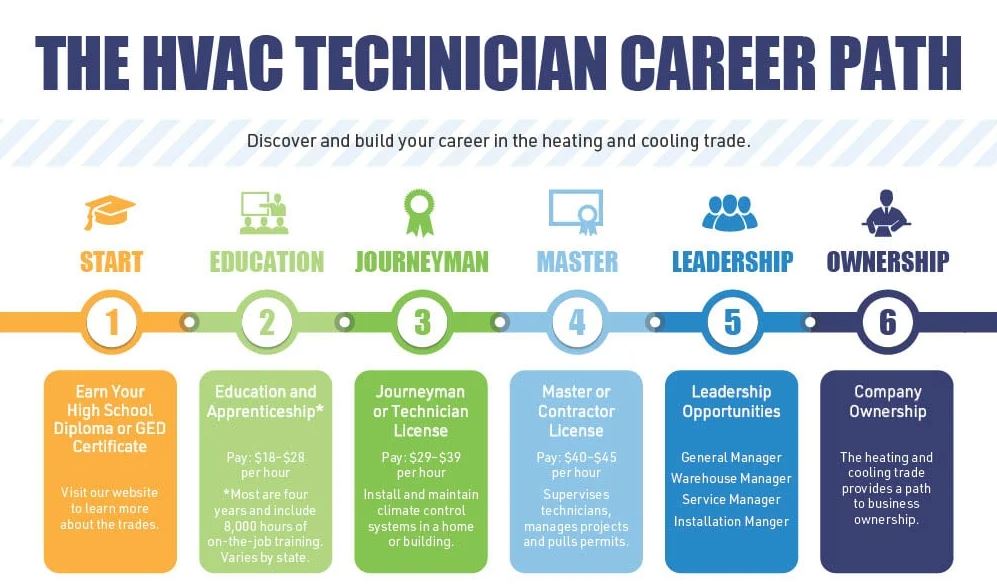 THE HVAC TECHNICIAN CAREER PATH
Discover and build your career in the heating and cooling trade.
START
EDUCATION
JOURNEYMAN
MASTER
LEADERSHIP
OWNERSHIP
1
2
3
4
5
6
Earn Your
High School
Diploma or GED
Certificate
Visit our website
to learn more
about the trades.
Education and
Apprenticeship*
Pay: $18–$28
per hour
*Most are four
years and include
8,000 hours of
on-the-job training.
Varies by state.
Journeyman
or Technician
License
Pay: $29–$39
per hour
Install and maintain
climate control
systems in a home
or building.
Master or
Contractor
License
Pay: $40–$45
per hour
Supervises
technicians,
manages projects
and pulls permits.
Leadership
Opportunities
General Manager
Warehouse Manager
Service Manager
Installation Manger
Company
Ownership
The heating and
cooling trade
provides a path
to business
ownership.